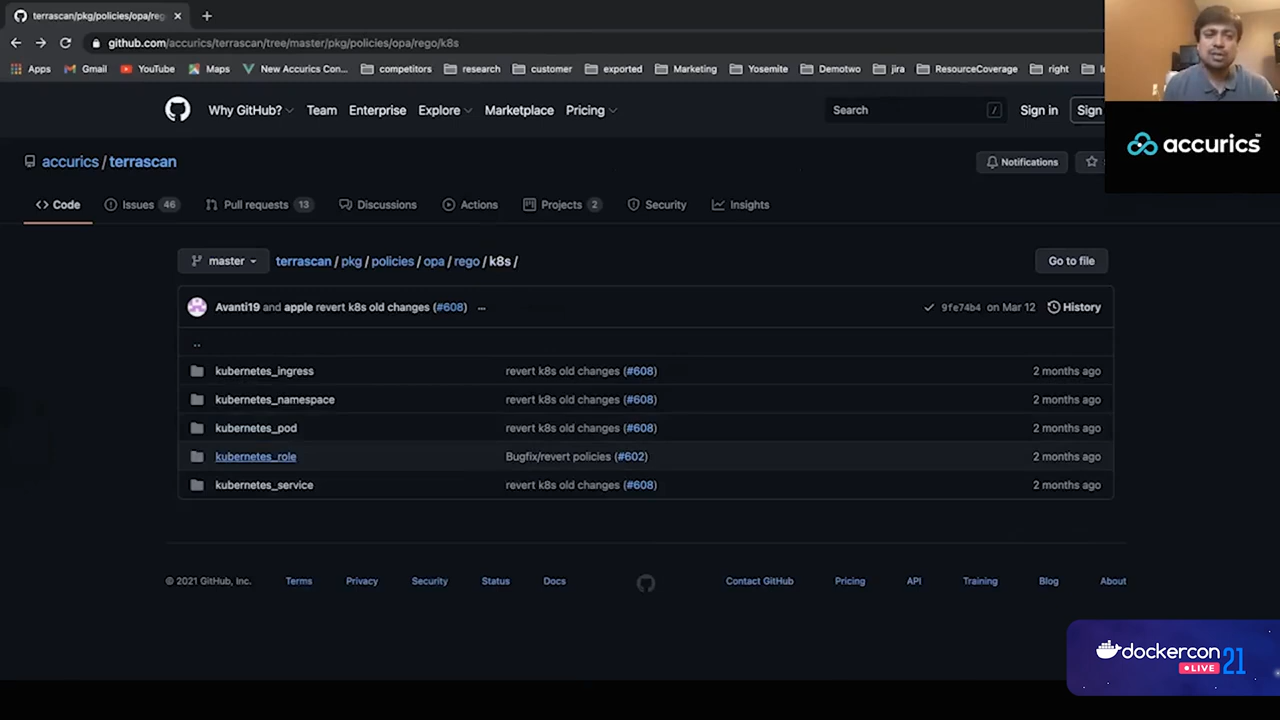 terrascan/pkg/policies/opa/reg
github.com/accurics/terrascan/tree/master/pkg/policies/opa/rego/k8s
Apps Gmail YouTube Maps New Accurics Con... competitors research customer exported Marketing Yosemite Demotwo jira ResourceCoverage right
Why GitHub? Team Enterprise Explore Marketplace Pricing Search / Sign in Sign
accurics™
accurics / terrascan Notifications
Code Issues 46 Pull requests 13 Discussions Actions Projects 2 Security Insights
master terrascan / pkg / policies / opa / rego / k8s / Go to file
Avanti19 and apple revert k8s old changes (#608) ... 9fe74b4 on Mar 12 History
..
kubernetes_ingress revert k8s old changes (#608) 2 months ago
kubernetes_namespace revert k8s old changes (#608) 2 months ago
kubernetes_pod revert k8s old changes (#608) 2 months ago
kubernetes_role Bugfix/revert policies (#602) 2 months ago
kubernetes_service revert k8s old changes (#608) 2 months ago
© 2021 GitHub, Inc. Terms Privacy Security Status Docs Contact GitHub Pricing API Training Blog About
dockercon
LIVE 21